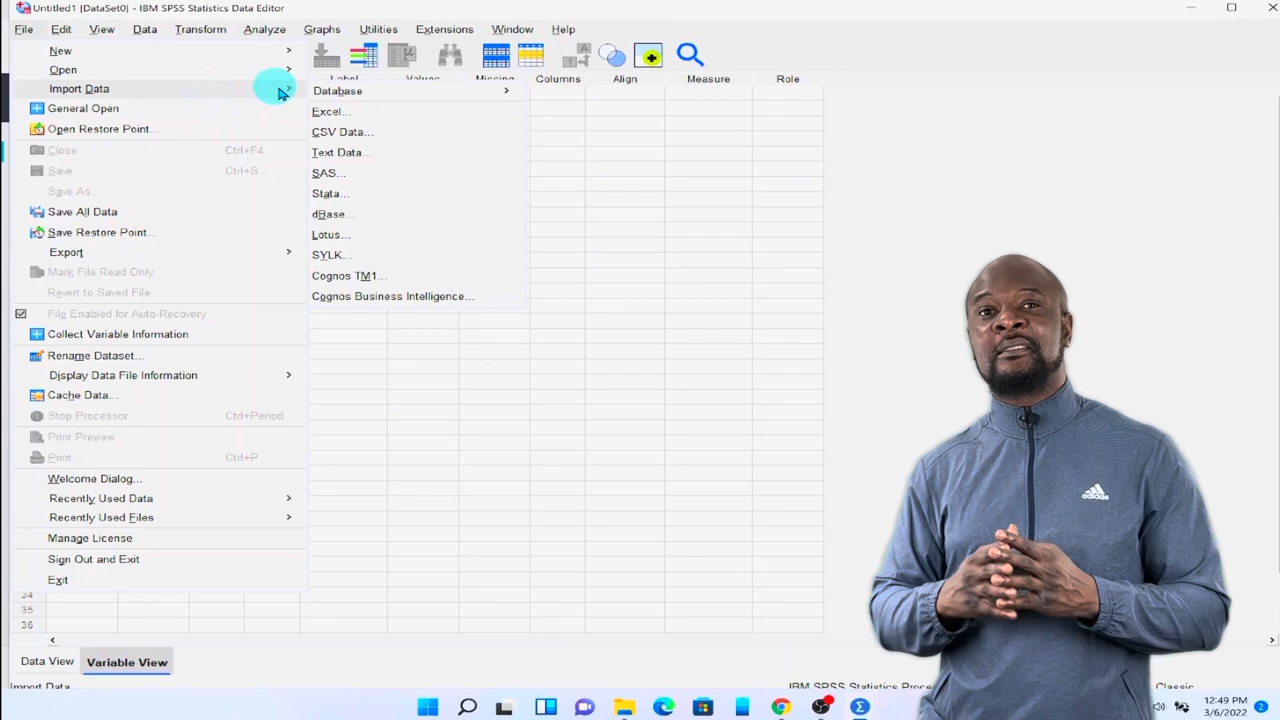 Untitled1 [DataSet0] - IBM SPSS Statistics Data Editor
File Edit View Data Transform Analyze Graphs Utilities Extensions Window Help
Label Values Missing Columns Align Measure Role
New
Open
Import Data
General Open
Open Restore Point...
Close Ctrl+F4
Save Ctrl+S
Save As...
Save All Data
Save Restore Point...
Export
Mark File Read Only
Revert to Saved File
File Enabled for Auto-Recovery
Collect Variable Information
Rename Dataset...
Display Data File Information
Cache Data...
Stop Processor Ctrl+Period
Print Preview
Print... Ctrl+P
Welcome Dialog...
Recently Used Data
Recently Used Files
Manage License
Sign Out and Exit
Exit
Database
Excel...
CSV Data...
Text Data...
SAS...
Stata...
dBase...
Lotus...
SYLK...
Cognos TM1...
Cognos Business Intelligence...
34
35
36
adidas
Data View Variable View
Import Data IBM SPSS Statistics Classic
12:49 PM
3/6/2022
2